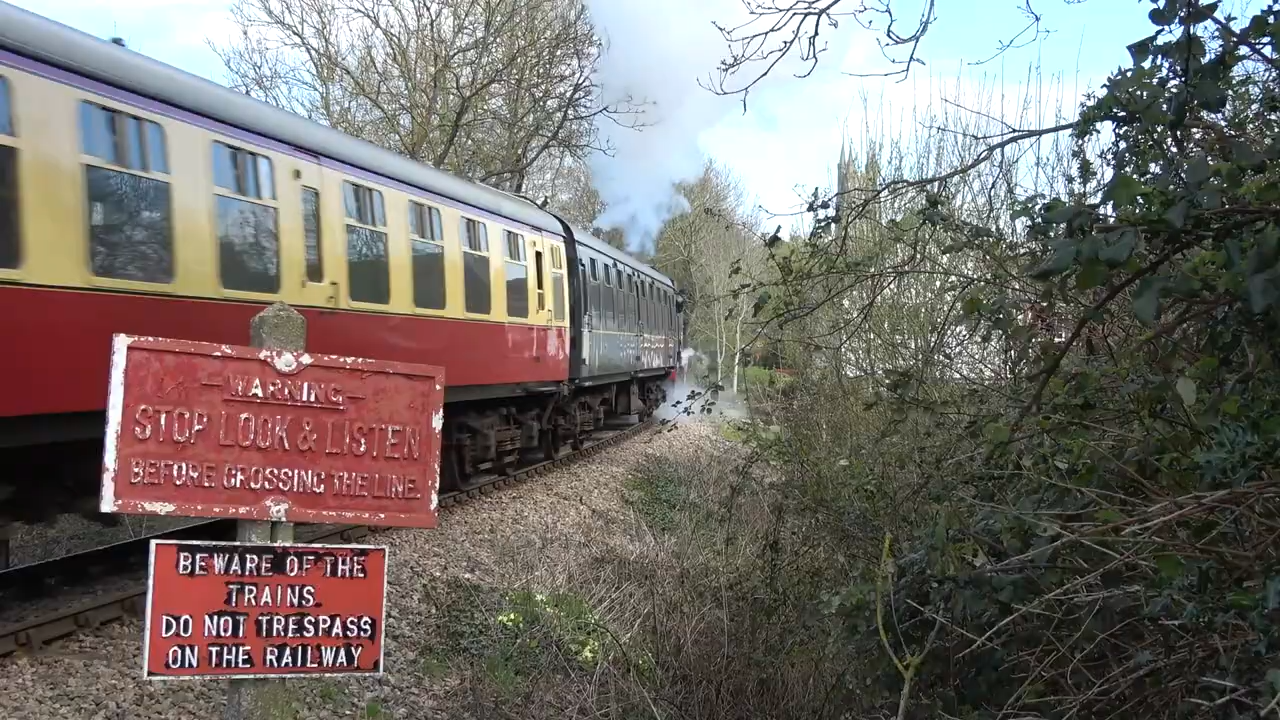 WARNING
STOP LOOK & LISTEN
BEFORE CROSSING THE LINE.
BEWARE OF THE
TRAINS.
DO NOT TRESPASS
ON THE RAILWAY